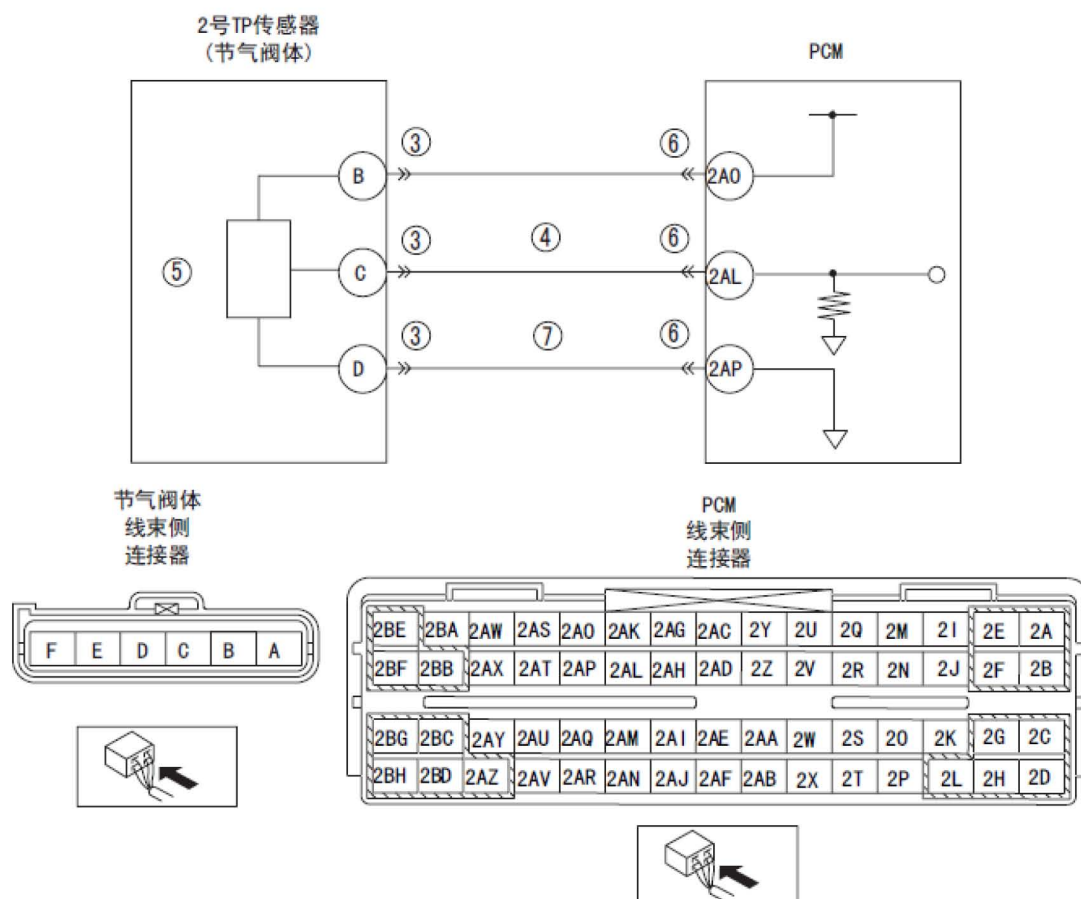 2号TP传感器
(节气阀体)
PCM
③ ⑥
B 2AO
③ ④ ⑥
⑤ C 2AL
③ ⑦ ⑥
D 2AP
节气阀体
线束侧
连接器
PCM
线束侧
连接器
F E D C B A
2BE 2BA 2AW 2AS 2AO 2AK 2AG 2AC 2Y 2U 2Q 2M 2I 2E 2A
2BF 2BB 2AX 2AT 2AP 2AL 2AH 2AD 2Z 2V 2R 2N 2J 2F 2B
2BG 2BC 2AY 2AU 2AQ 2AM 2AI 2AE 2AA 2W 2S 2O 2K 2G 2C
2BH 2BD 2AZ 2AV 2AR 2AN 2AJ 2AF 2AB 2X 2T 2P 2L 2H 2D